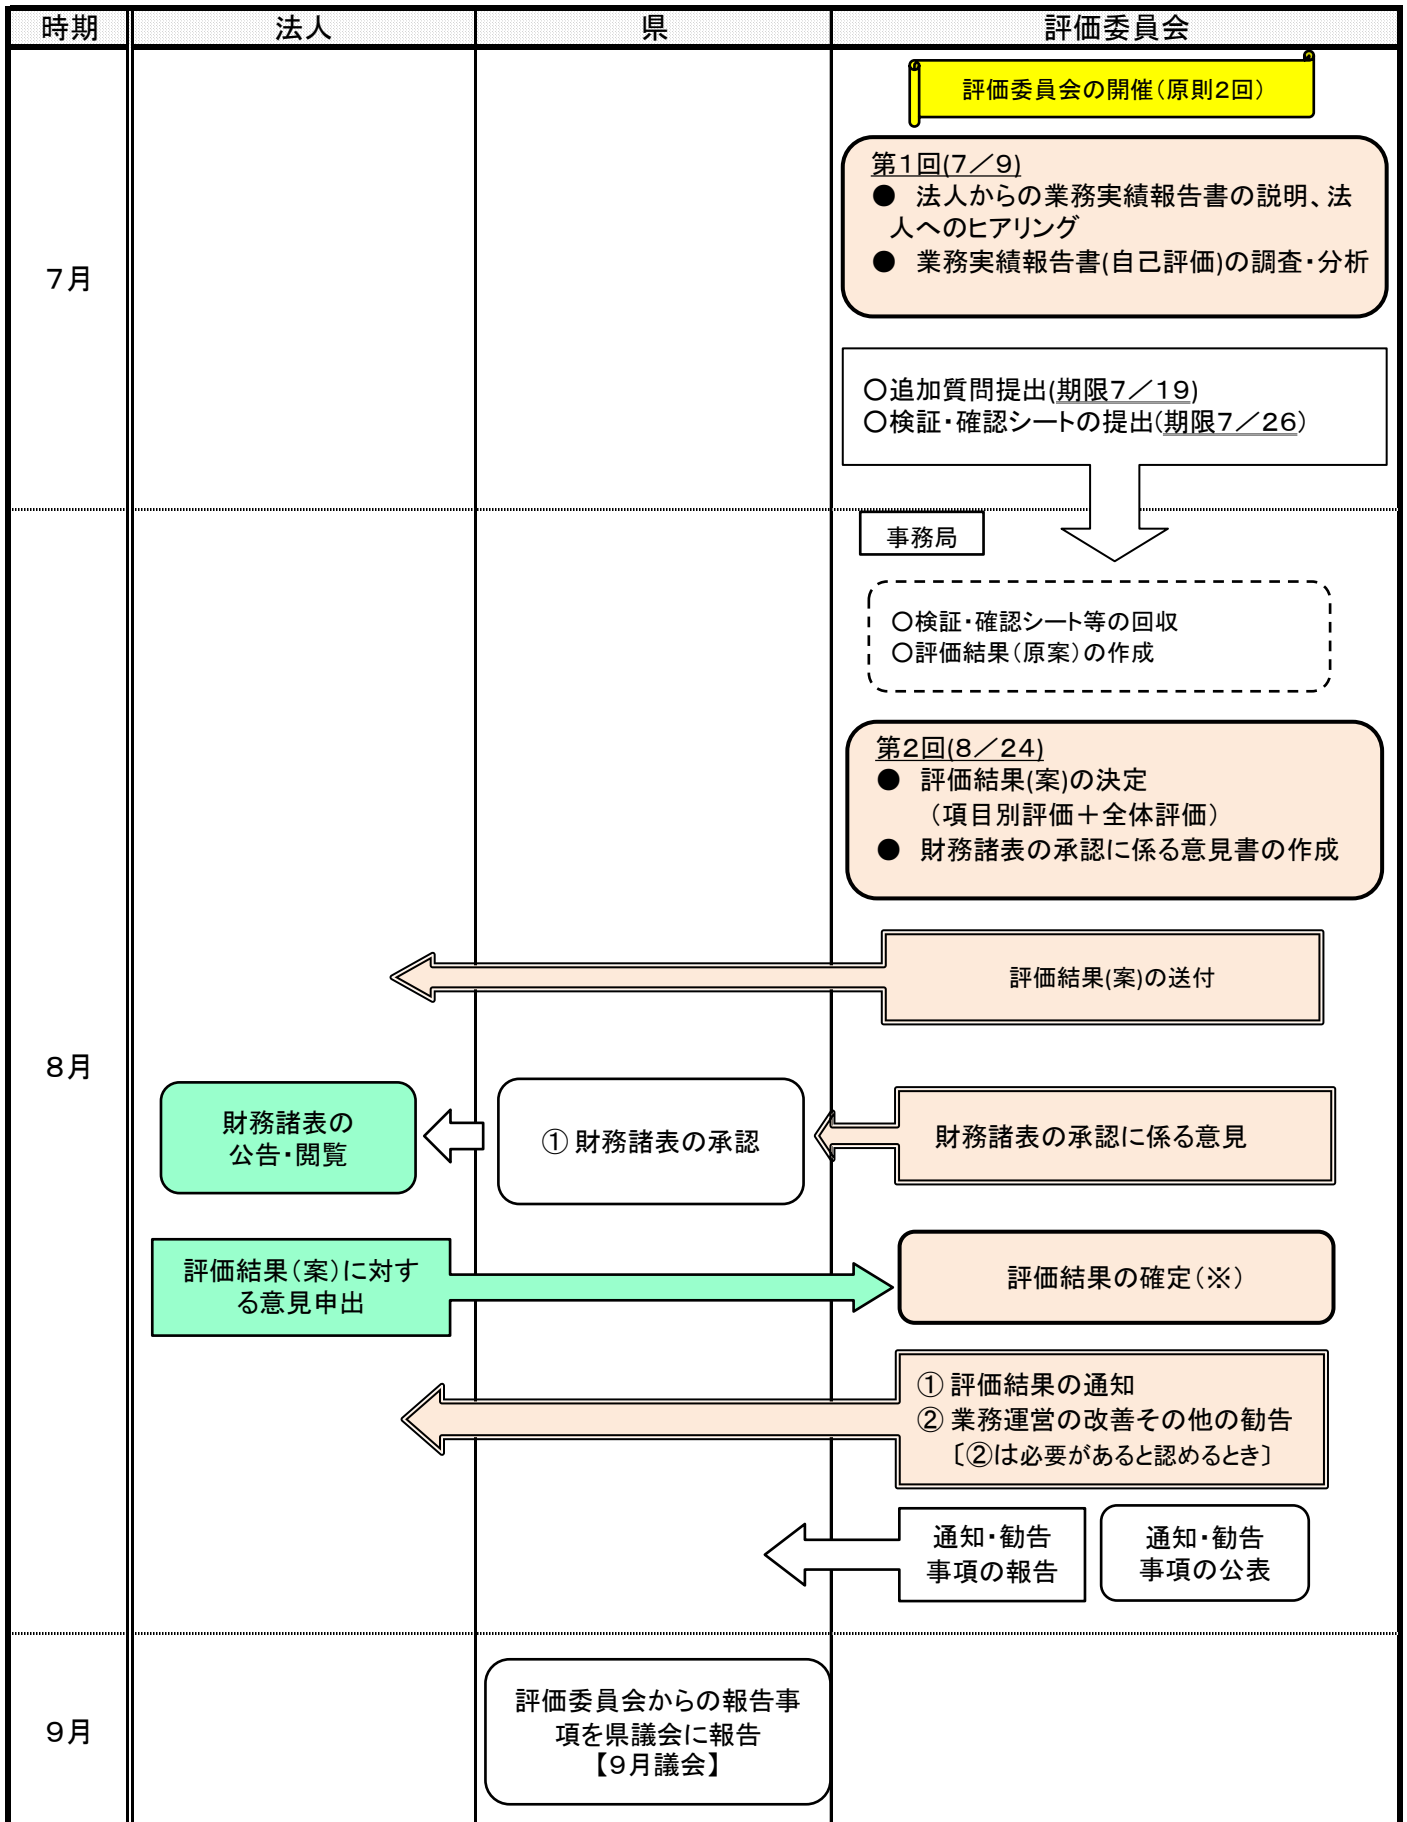 時期 法人 県 評価委員会
評価委員会の開催（原則２回）
第１回(７／９)
● 法人からの業務実績報告書の説明、法
人へのヒアリング
● 業務実績報告書(自己評価)の調査・分析
７月
○追加質問提出(期限７／１９)
○検証・確認シートの提出(期限７／２６)
事務局
○検証・確認シート等の回収
○評価結果（原案）の作成
第２回(８／２４)
● 評価結果(案)の決定
（項目別評価＋全体評価）
● 財務諸表の承認に係る意見書の作成
評価結果(案)の送付
８月
財務諸表の
公告・閲覧
① 財務諸表の承認
財務諸表の承認に係る意見
評価結果（案）に対す
る意見申出
評価結果の確定（※）
① 評価結果の通知
② 業務運営の改善その他の勧告
〔②は必要があると認めるとき〕
通知・勧告
事項の報告
通知・勧告
事項の公表
９月
評価委員会からの報告事
項を県議会に報告
【９月議会】